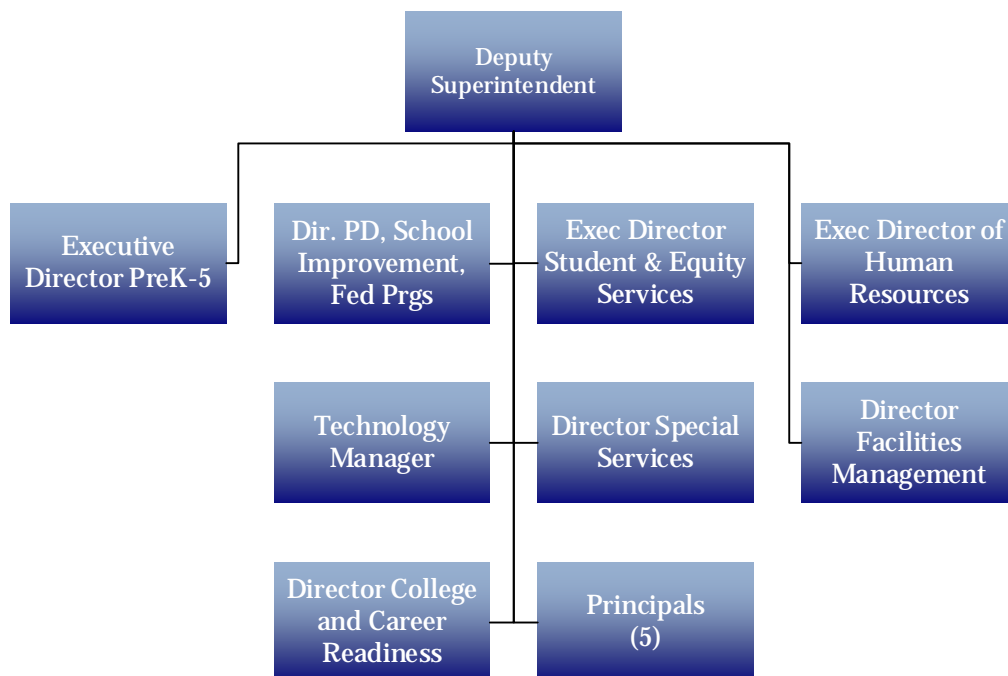 Deputy
Superintendent
Executive
Director PreK-5
Dir. PD, School
Improvement,
Fed Prgs
Exec Director
Student & Equity
Services
Exec Director of
Human
Resources
Technology
Manager
Director Special
Services
Director
Facilities
Management
Director College
and Career
Readiness
Principals
(5)